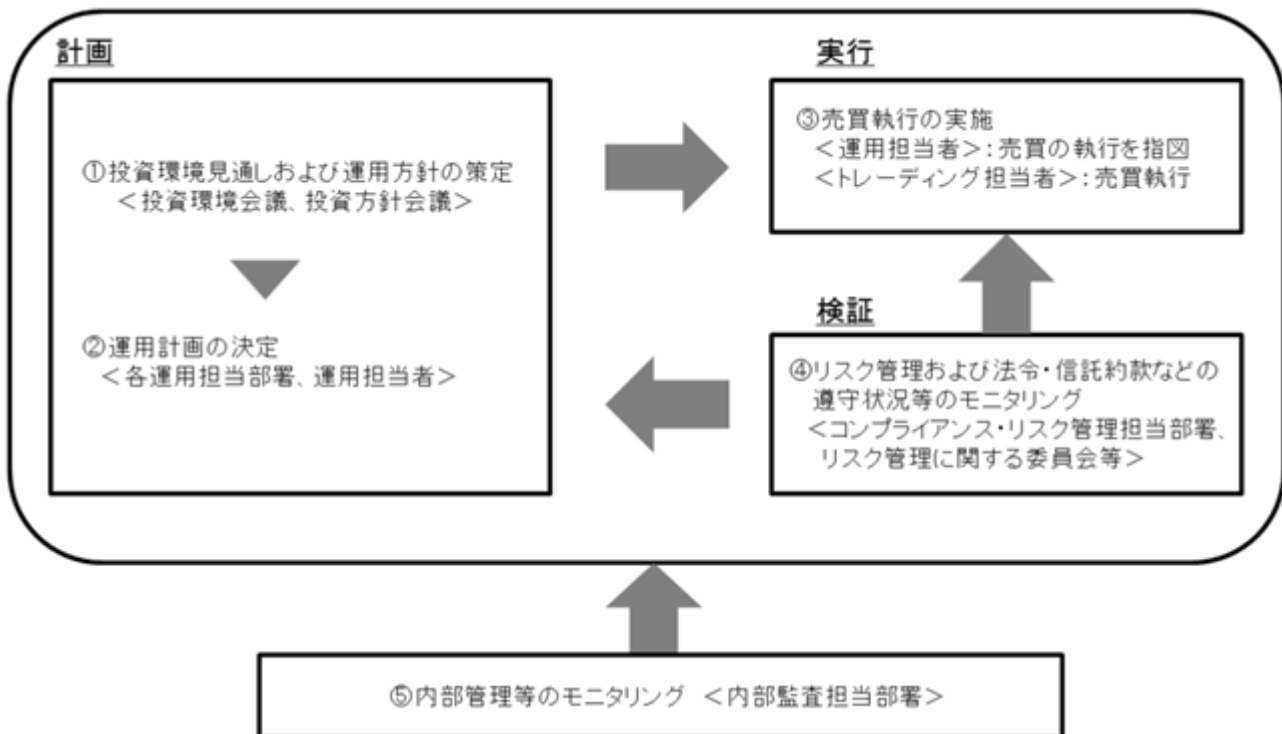 計画
①投資環境見通しおよび運用方針の策定
＜投資環境会議、投資方針会議＞
②運用計画の決定
＜各運用担当部署、運用担当者＞
実行
③売買執行の実施
＜運用担当者＞：売買の執行を指図
＜トレーディング担当者＞：売買執行
検証
④リスク管理および法令・信託約款などの
遵守状況等のモニタリング
＜コンプライアンス・リスク管理担当部署、
リスク管理に関する委員会等＞
⑤内部管理等のモニタリング ＜内部監査担当部署＞